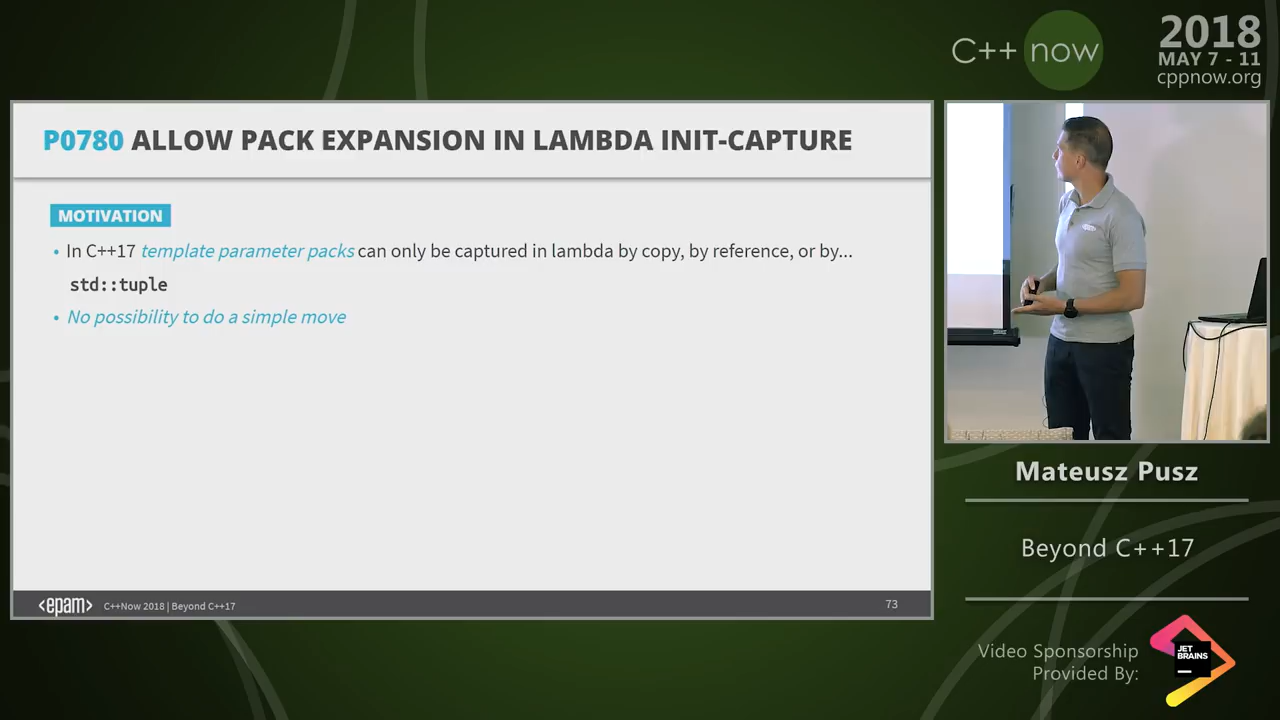 C++ now
2018
MAY 7 - 11
cppnow.org
P0780 ALLOW PACK EXPANSION IN LAMBDA INIT-CAPTURE
MOTIVATION
• In C++17 template parameter packs can only be captured in lambda by copy, by reference, or by...
std::tuple
• No possibility to do a simple move
<epam> C++Now 2018 | Beyond C++17
73
Mateusz Pusz
Beyond C++17
Video Sponsorship
Provided By:
JET
BRAINS